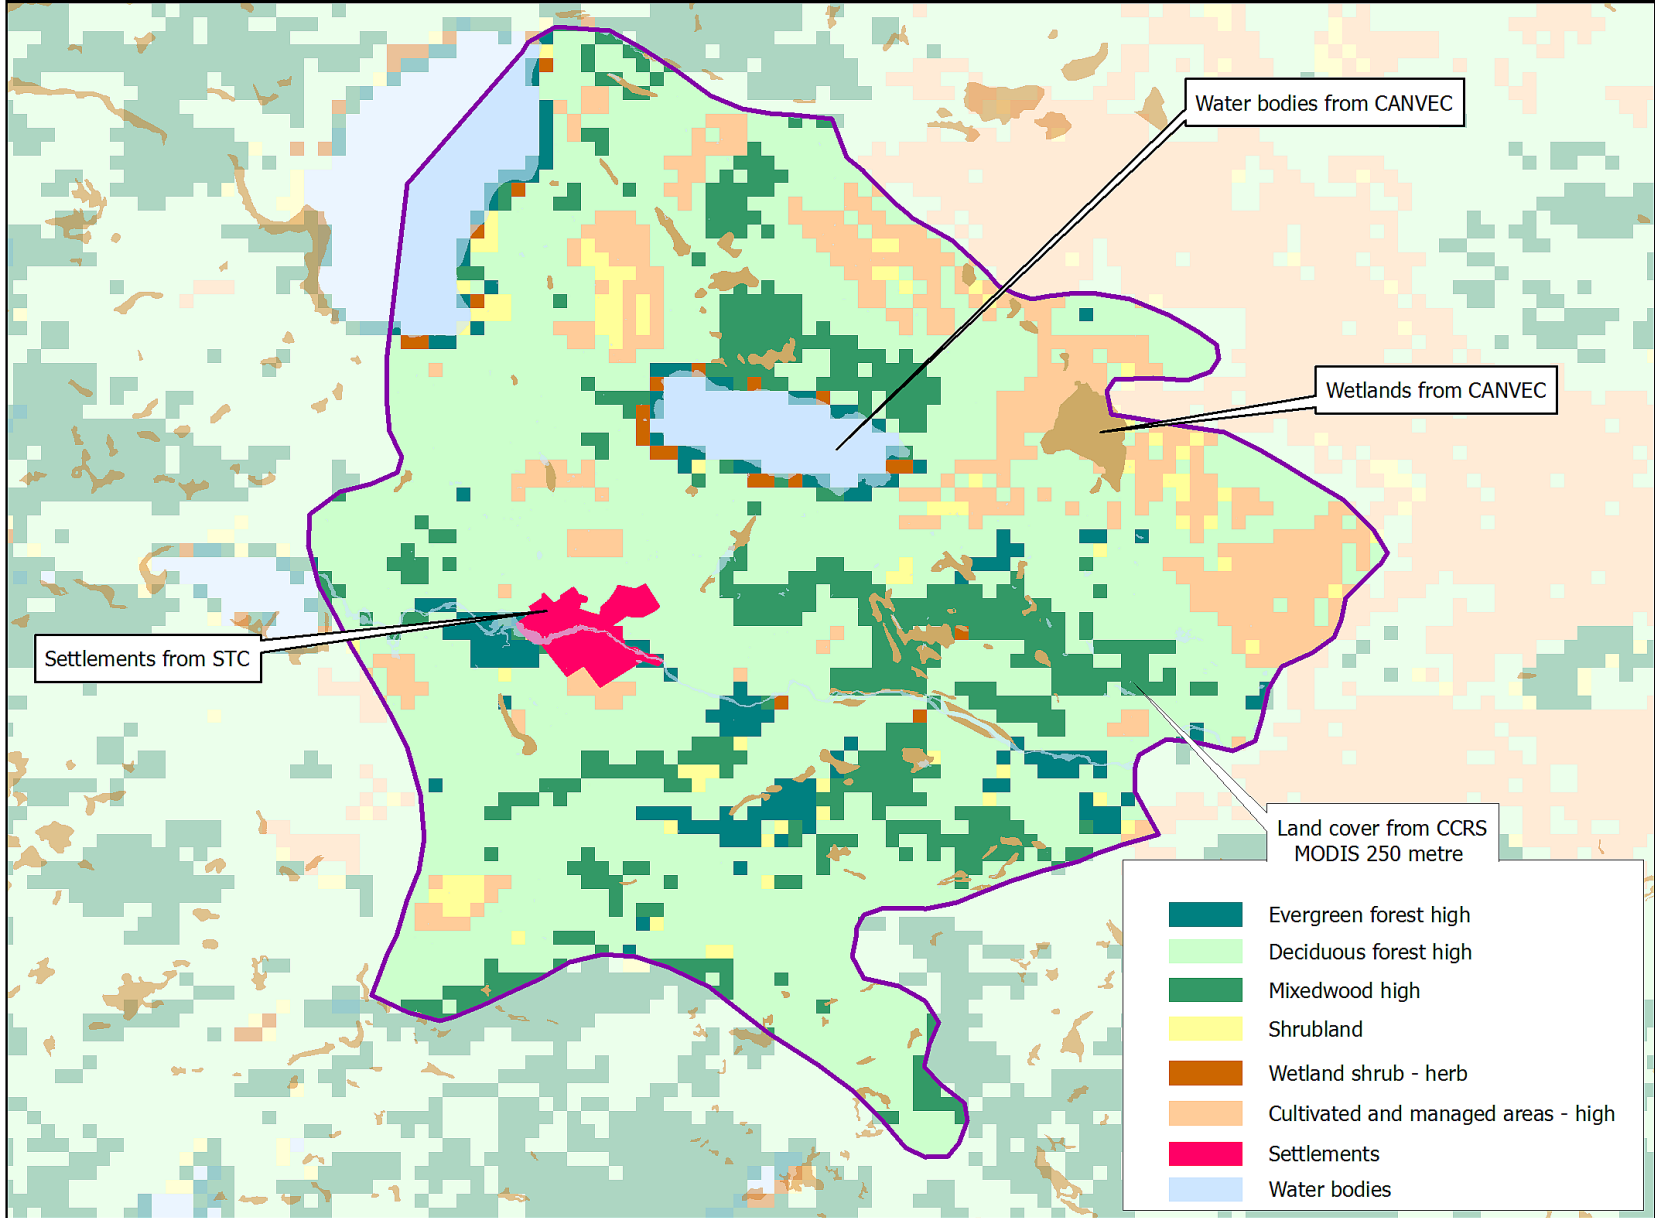 Water bodies from CANVEC
Wetlands from CANVEC
Settlements from STC
Land cover from CCRS
MODIS 250 metre
Evergreen forest high
Deciduous forest high
Mixedwood high
Shrubland
Wetland shrub - herb
Cultivated and managed areas - high
Settlements
Water bodies